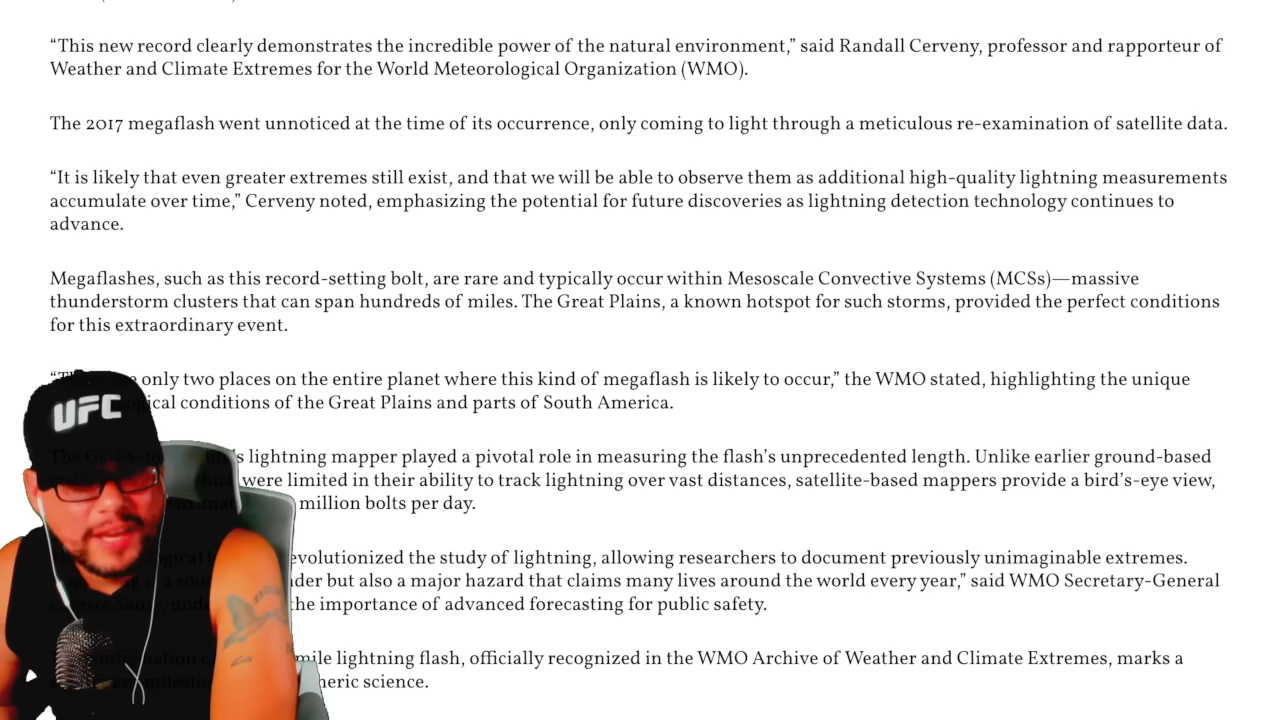 “This new record clearly demonstrates the incredible power of the natural environment,” said Randall Cerveny, professor and rapporteur of
Weather and Climate Extremes for the World Meteorological Organization (WMO).
The 2017 megaflash went unnoticed at the time of its occurrence, only coming to light through a meticulous re-examination of satellite data.
“It is likely that even greater extremes still exist, and that we will be able to observe them as additional high-quality lightning measurements
accumulate over time,” Cerveny noted, emphasizing the potential for future discoveries as lightning detection technology continues to
advance.
Megaflashes, such as this record-setting bolt, are rare and typically occur within Mesoscale Convective Systems (MCSs)—massive
thunderstorm clusters that can span hundreds of miles. The Great Plains, a known hotspot for such storms, provided the perfect conditions
for this extraordinary event.
only two places on the entire planet where this kind of megaflash is likely to occur,” the WMO stated, highlighting the unique
conditions of the Great Plains and parts of South America.
UFC
lightning mapper played a pivotal role in measuring the flash’s unprecedented length. Unlike earlier ground-based
were limited in their ability to track lightning over vast distances, satellite-based mappers provide a bird’s-eye view,
million bolts per day.
the study of lightning, allowing researchers to document previously unimaginable extremes.
but also a major hazard that claims many lives around the world every year,” said WMO Secretary-General
the importance of advanced forecasting for public safety.
lightning flash, officially recognized in the WMO Archive of Weather and Climate Extremes, marks a
science.